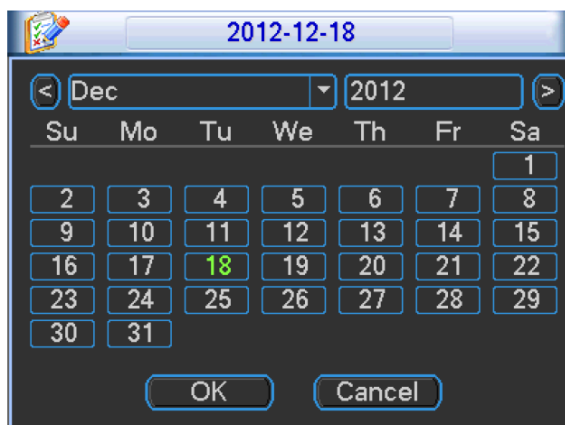 2012-12-18
< Dec 2012 >
Su Mo Tu We Th Fr Sa
1
2 3 4 5 6 7 8
9 10 11 12 13 14 15
16 17 18 19 20 21 22
23 24 25 26 27 28 29
30 31
OK Cancel